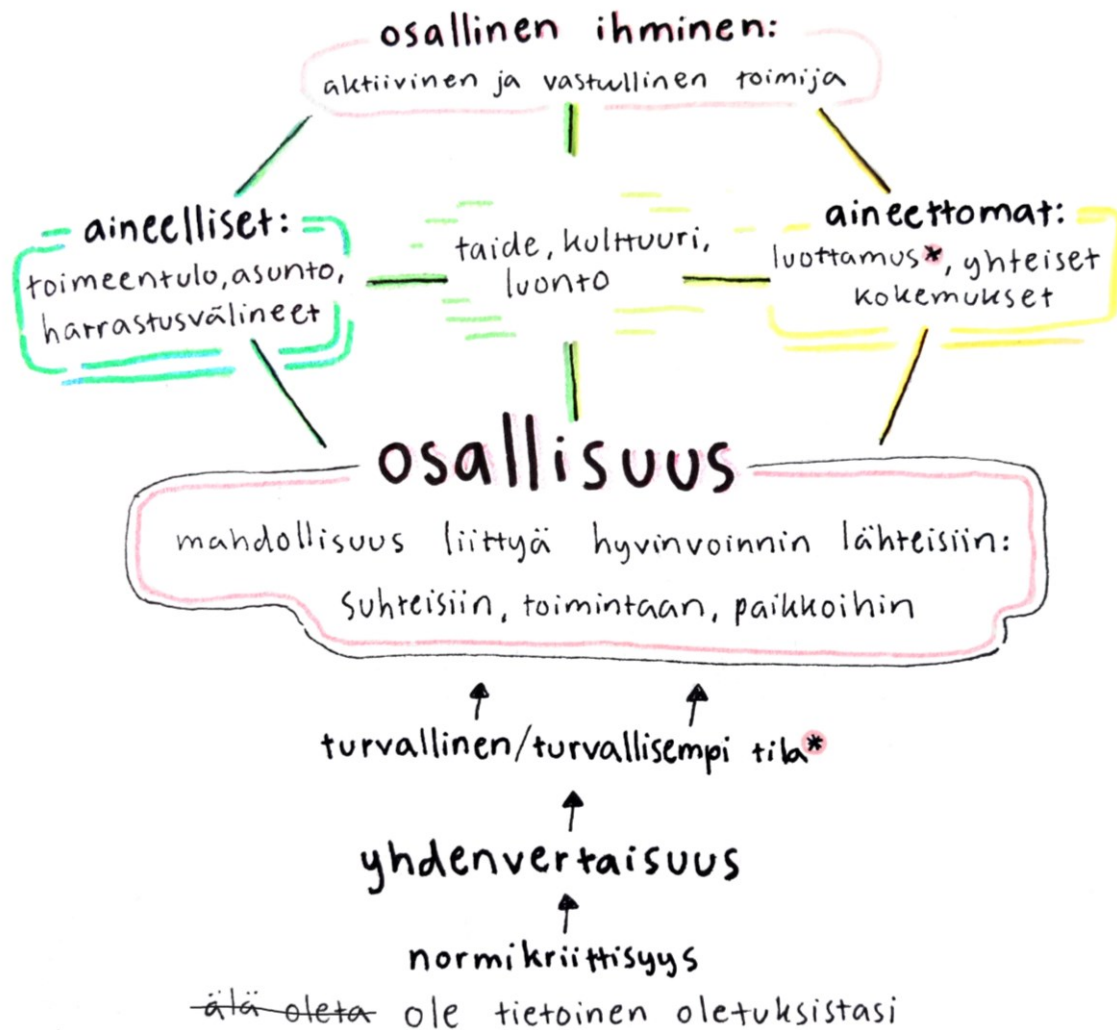 osallinen ihminen:
aktiivinen ja vastuullinen toimija
aineelliset:
toimeentulo, asunto,
harrastusvälineet
taide, kulttuuri,
luonto
aineettomat:
luottamus*, yhteiset
kokemukset
osallisuus
mahdollisuus liittyä hyvinvoinnin lähteisiin:
suhteisiin, toimintaan, paikkoihin
turvallinen/turvallisempi tila*
yhdenvertaisuus
normikriittisyys
älä oleta ole tietoinen oletuksistasi